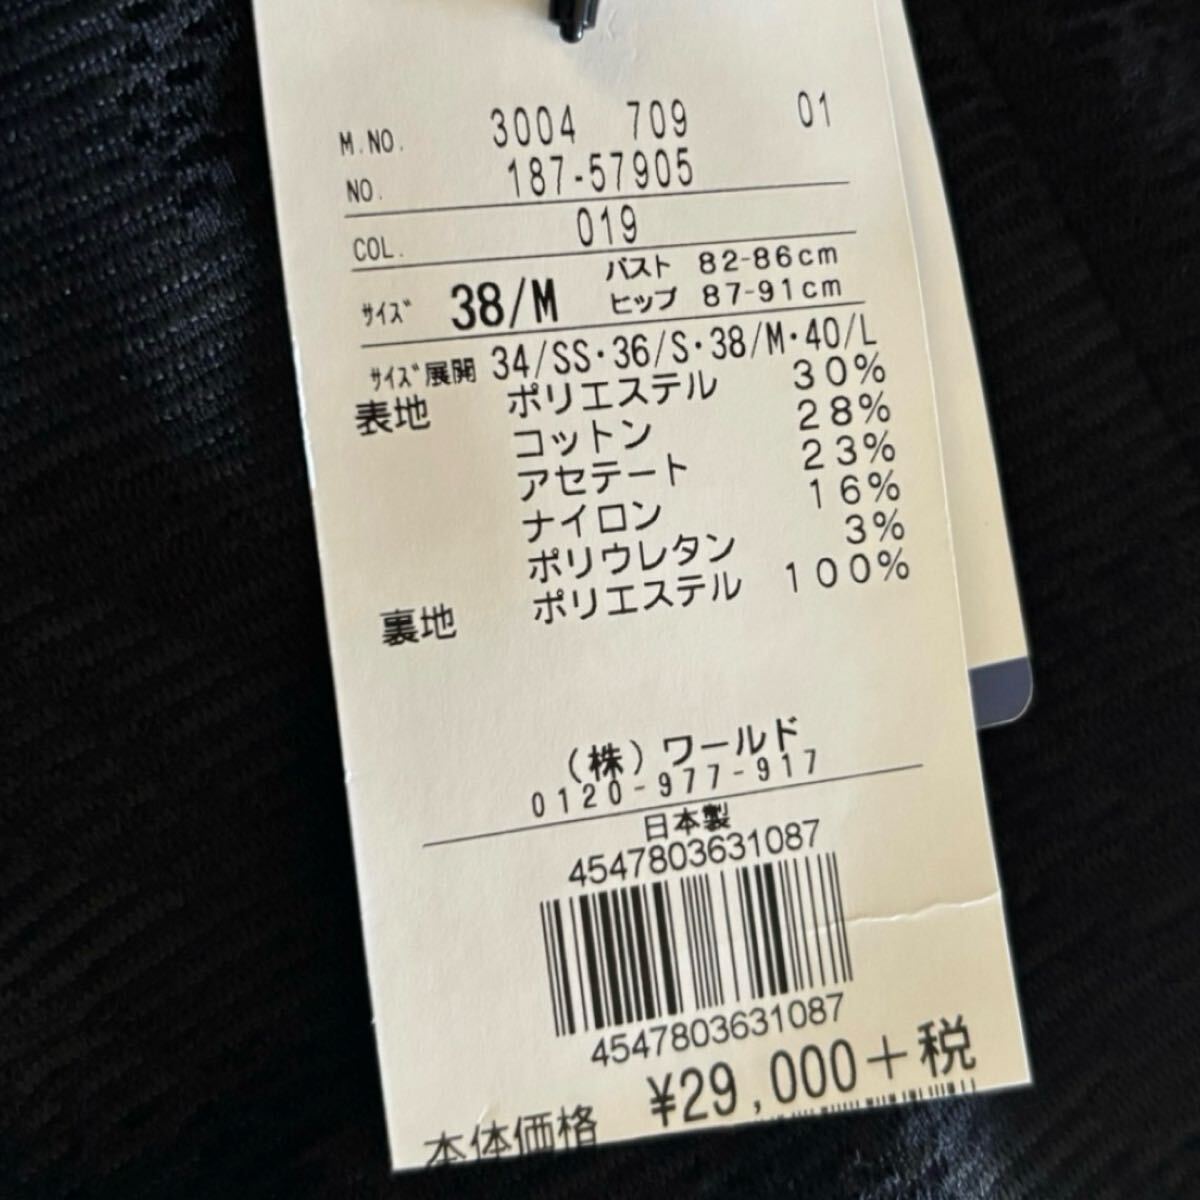 M.NO. 3004 709 01
NO. 187-57905
COL. 019
サイズ 38/M バスト 82-86cm
ヒップ 87-91cm
サイズ展開 34/SS・36/S・38/M・40/L
表地 ポリエステル 30%
コットン 28%
アセテート 23%
ナイロン 16%
ポリウレタン 3%
裏地 ポリエステル 100%
(株)ワールド
0120-977-917
日本製
4547803631087
4547803631087
本体価格 ¥29,000+税